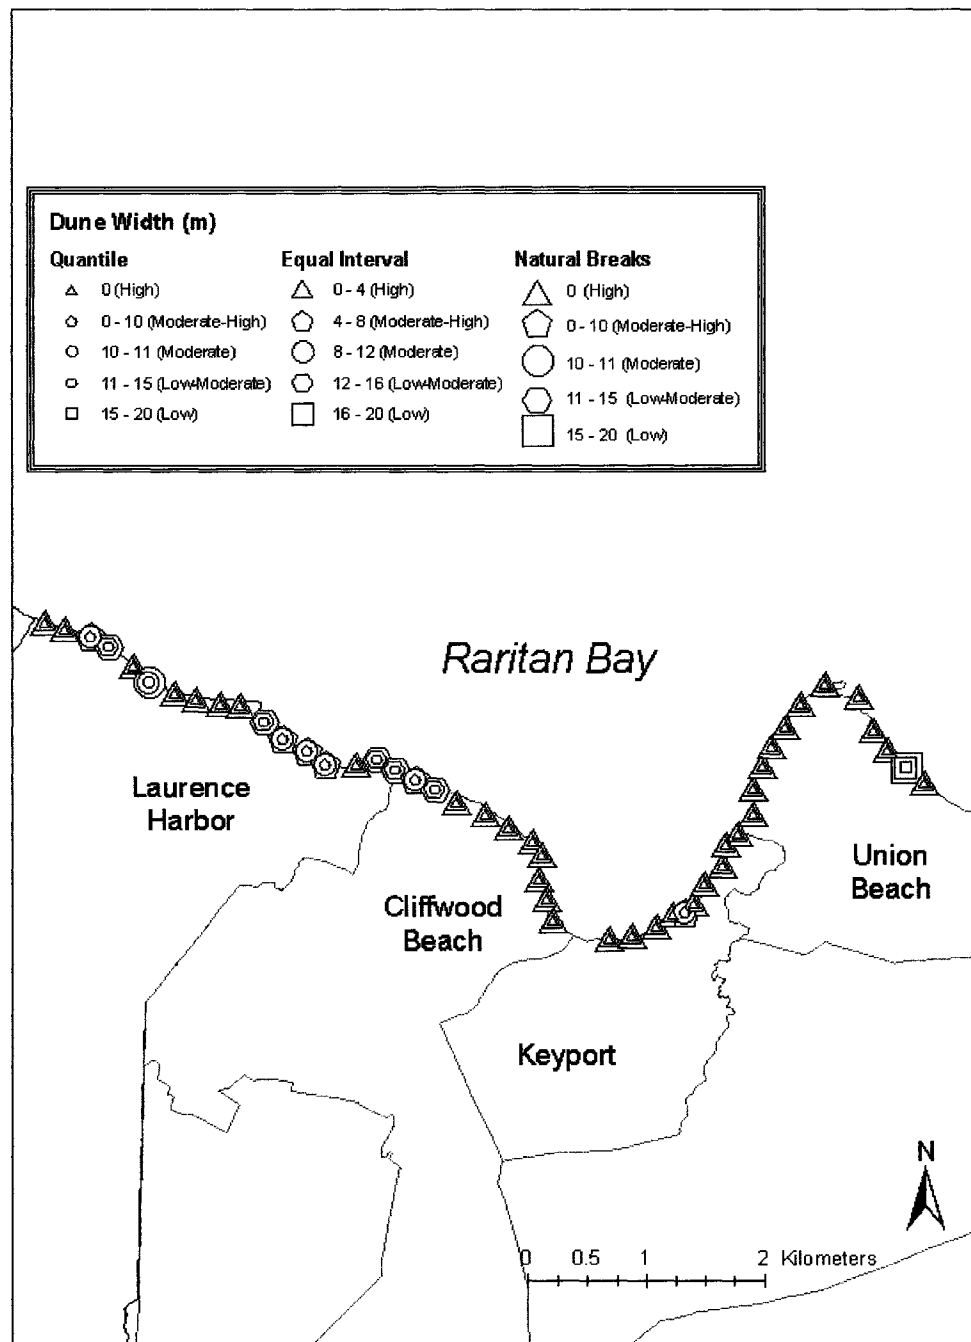 Dune Width (m)
Quantile
0 (High)
0 - 10 (Moderate-High)
10 - 11 (Moderate)
11 - 15 (Low-Moderate)
15 - 20 (Low)
Equal Interval
0 - 4 (High)
4 - 8 (Moderate-High)
8 - 12 (Moderate)
12 - 16 (Low-Moderate)
16 - 20 (Low)
Natural Breaks
0 (High)
0 - 10 (Moderate-High)
10 - 11 (Moderate)
11 - 15 (Low-Moderate)
15 - 20 (Low)
Raritan Bay
Laurence
Harbor
Cliffwood
Beach
Union
Beach
Keyport
N
0 0.5 1 2 Kilometers